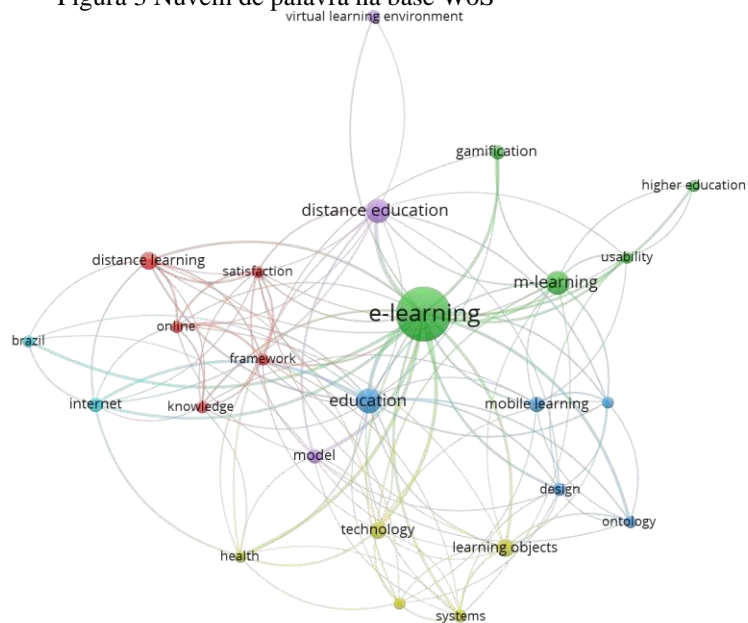 Figura 3 Nuvem de palavra na base WoS
virtual learning environment
gamification
higher education
distance education
distance learning
satisfaction
usability
m-learning
e-learning
online
brazil
framework
internet
knowledge
education
mobile learning
model
design
ontology
technology
learning objects
health
systems